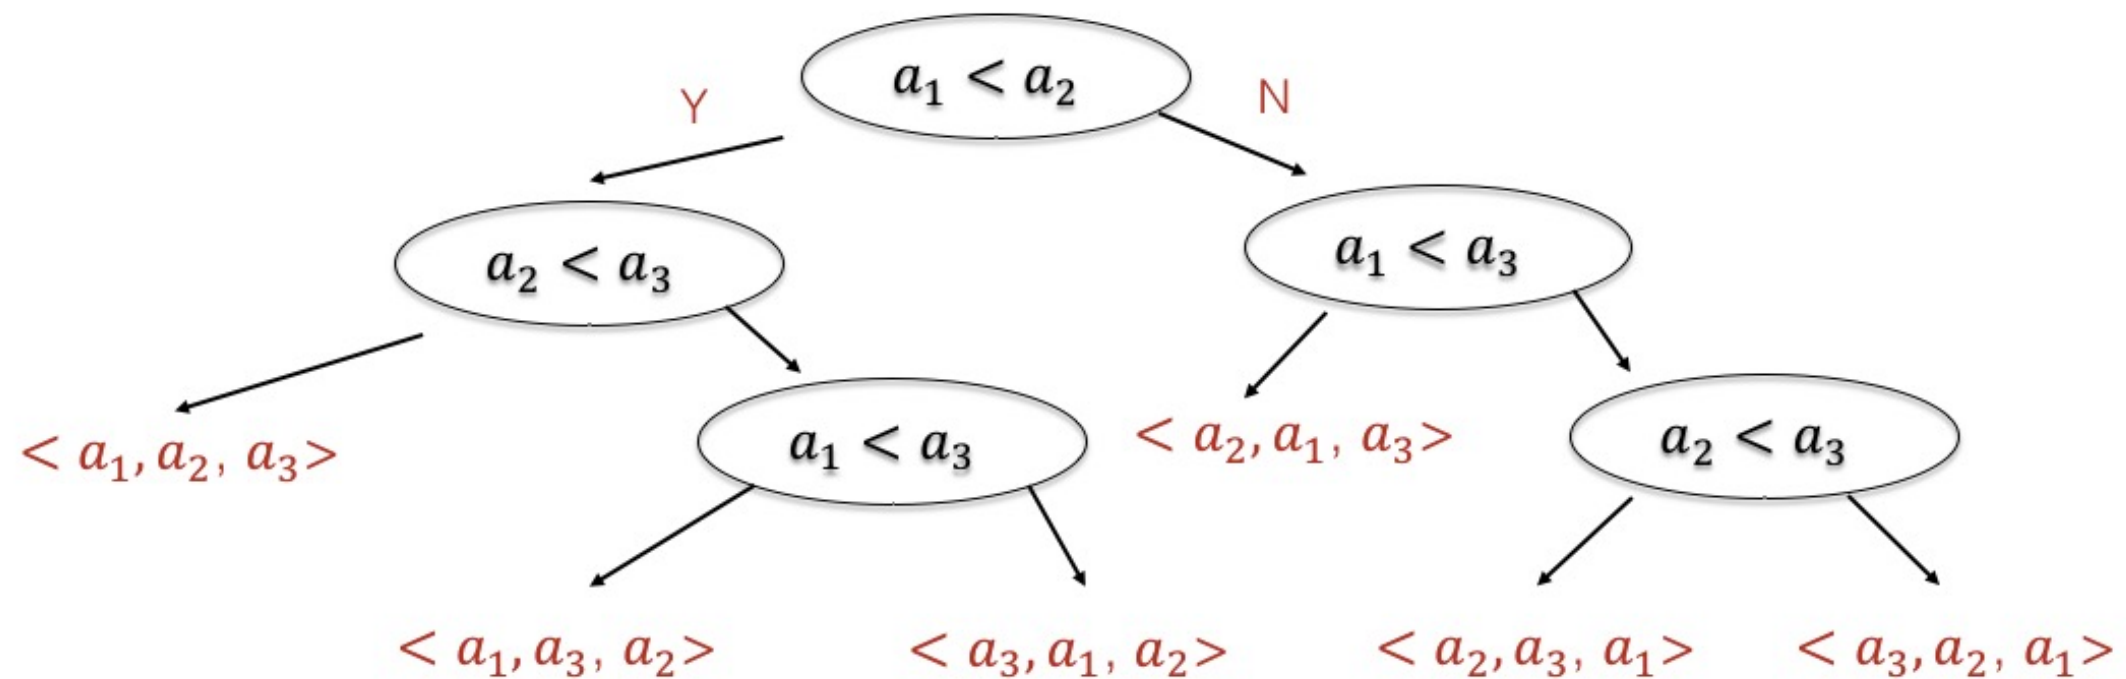 a₁ < a₂
Y
N
a₂ < a₃
a₁ < a₃
< a₁, a₂, a₃>
a₁ < a₃
< a₂, a₁, a₃>
a₂ < a₃
< a₁, a₃, a₂>
< a₃, a₁, a₂>
< a₂, a₃, a₁>
< a₃, a₂, a₁>